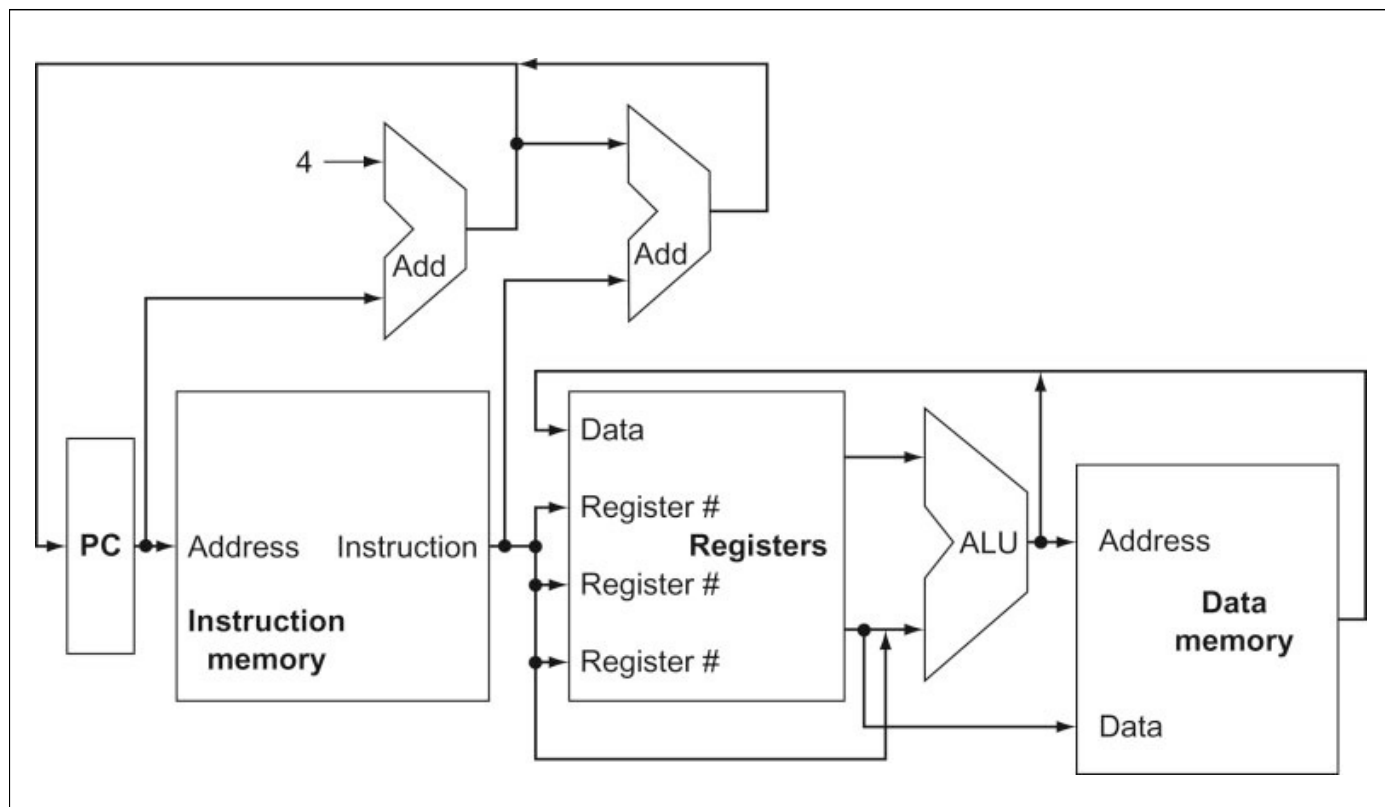 4
Add
Add
Data
Register #
PC
Address
Instruction
Registers
ALU
Address
Register #
Instruction
memory
Data
memory
Register #
Data